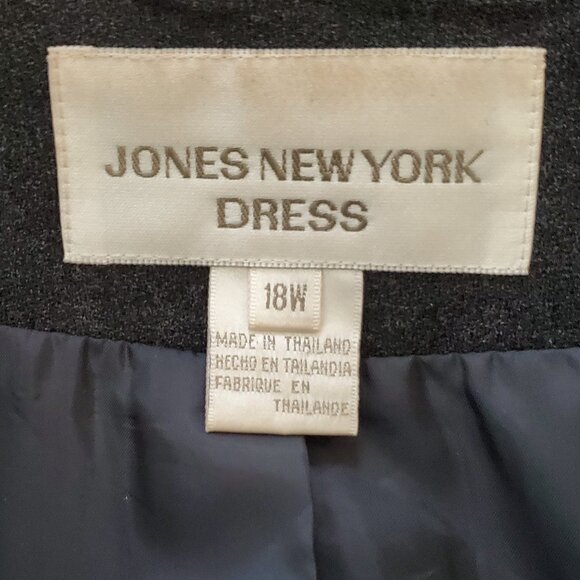 JONES NEW YORK
DRESS
18W
MADE IN THAILAND
HECHO EN TAILANDIA
FABRIQUE EN
THAILANDE